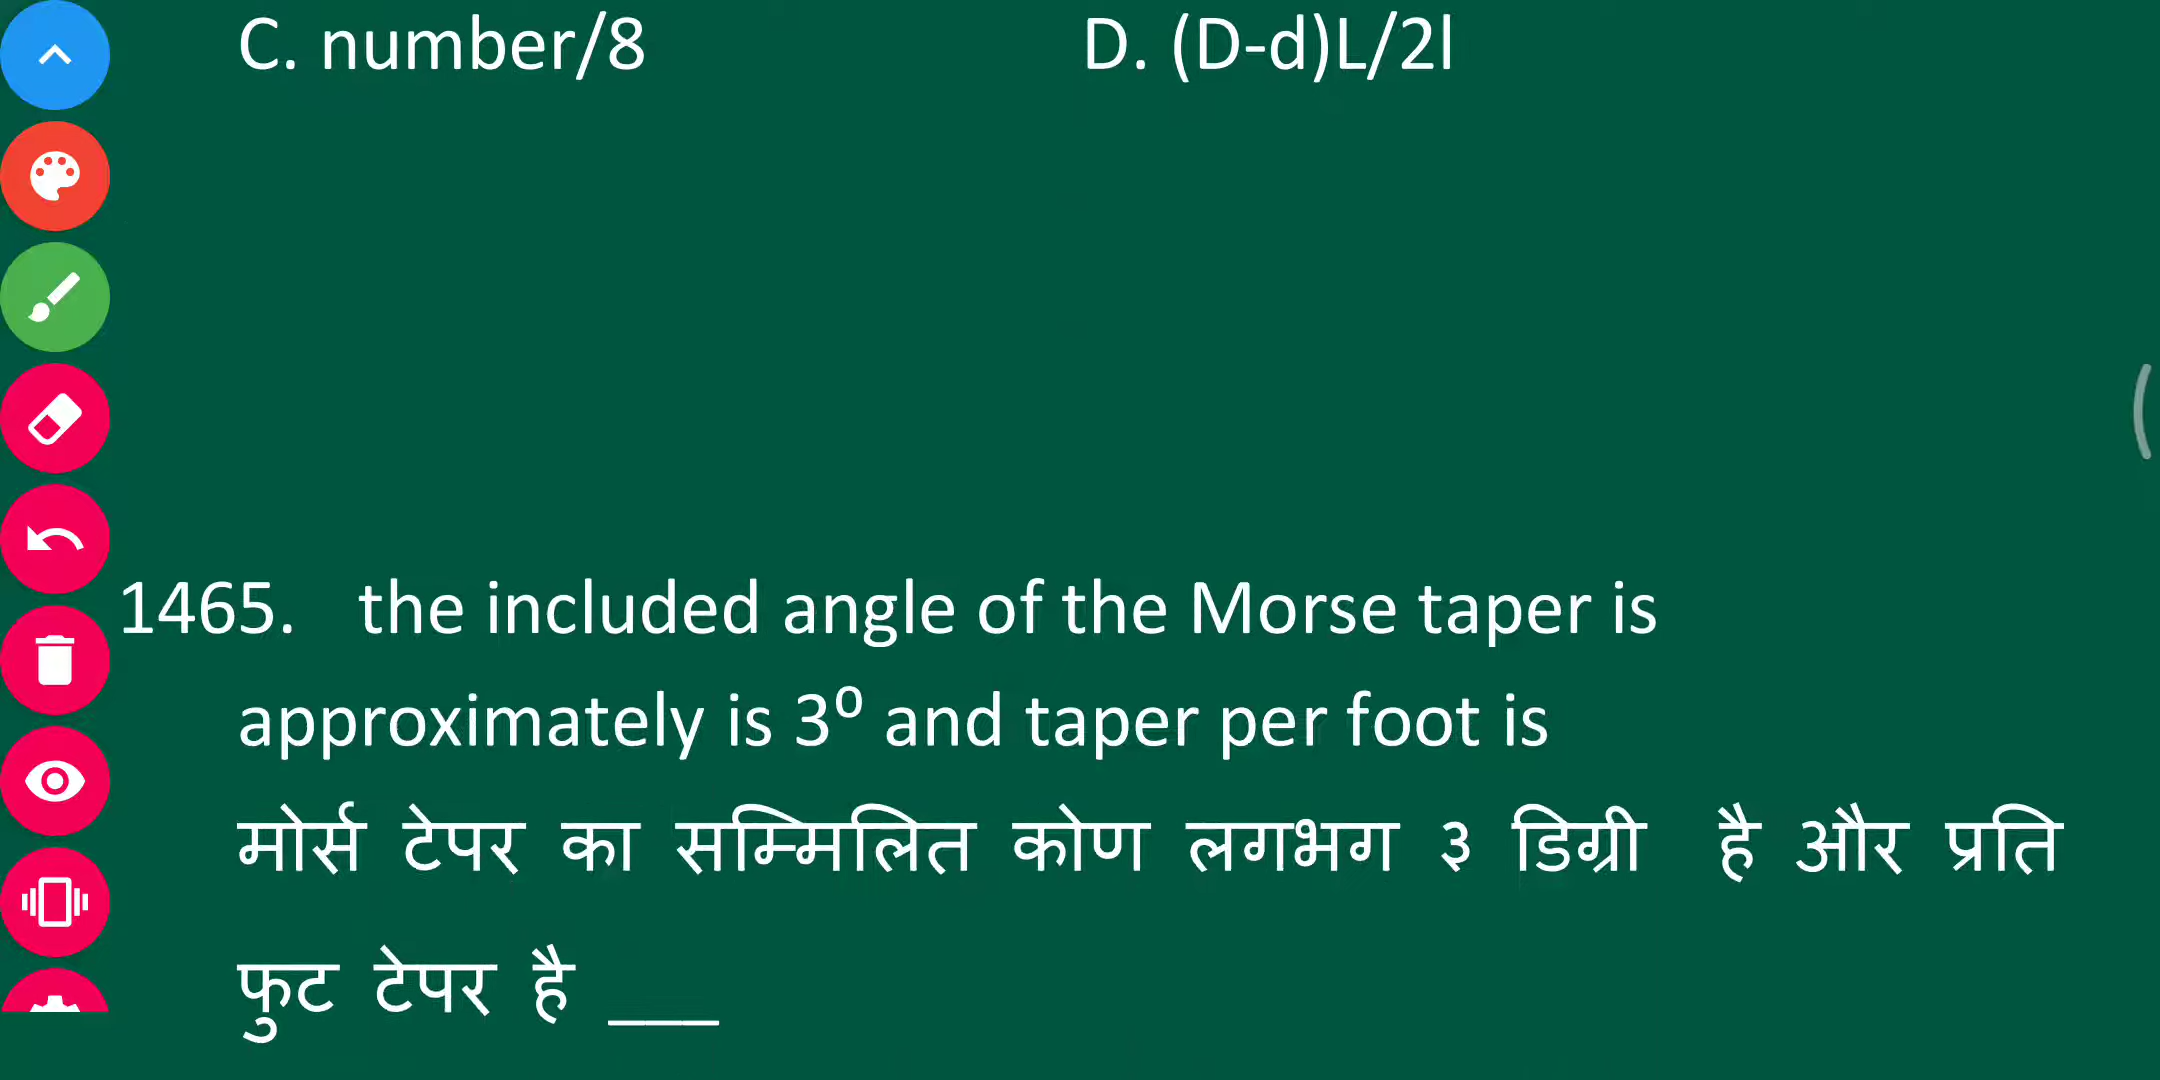 C. number/8 D. (D-d)L/2l
1465. the included angle of the Morse taper is
approximately is 3⁰ and taper per foot is
मोर्स टेपर का सम्मिलित कोण लगभग ३ डिग्री है और प्रति
फुट टेपर है ___